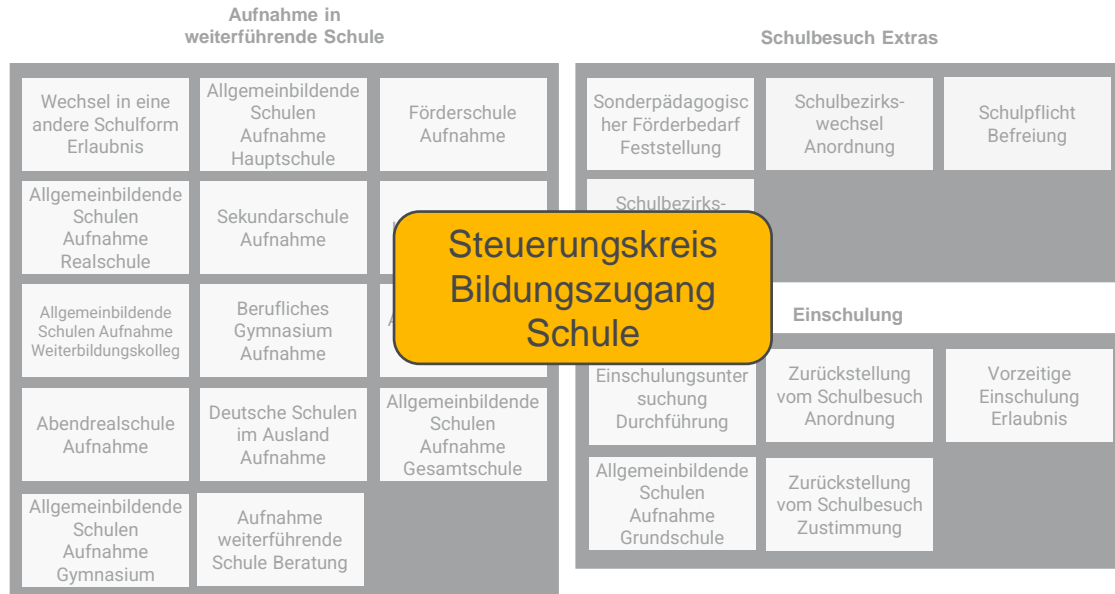 Aufnahme in
weiterführende Schule
Wechsel in eine
andere Schulform
Erlaubnis
Allgemeinbildende
Schulen
Aufnahme
Hauptschule
Förderschule
Aufnahme
Allgemeinbildende
Schulen
Aufnahme
Realschule
Sekundarschule
Aufnahme
Allgemeinbildende
Schulen Aufnahme
Weiterbildungskolleg
Berufliches
Gymnasium
Aufnahme
Abendrealschule
Aufnahme
Deutsche Schulen
im Ausland
Aufnahme
Allgemeinbildende
Schulen
Aufnahme
Gesamtschule
Allgemeinbildende
Schulen
Aufnahme
Gymnasium
Aufnahme
weiterführende
Schule Beratung
Steuerungskreis
Bildungszugang
Schule
Schulbesuch Extras
Sonderpädagogisc
her Förderbedarf
Feststellung
Schulbezirks-
wechsel
Anordnung
Schulpflicht
Befreiung
Schulbezirks-
Einschulung
Einschulungsunter
suchung
Durchführung
Zurückstellung
vom Schulbesuch
Anordnung
Vorzeitige
Einschulung
Erlaubnis
Allgemeinbildende
Schulen
Aufnahme
Grundschule
Zurückstellung
vom Schulbesuch
Zustimmung